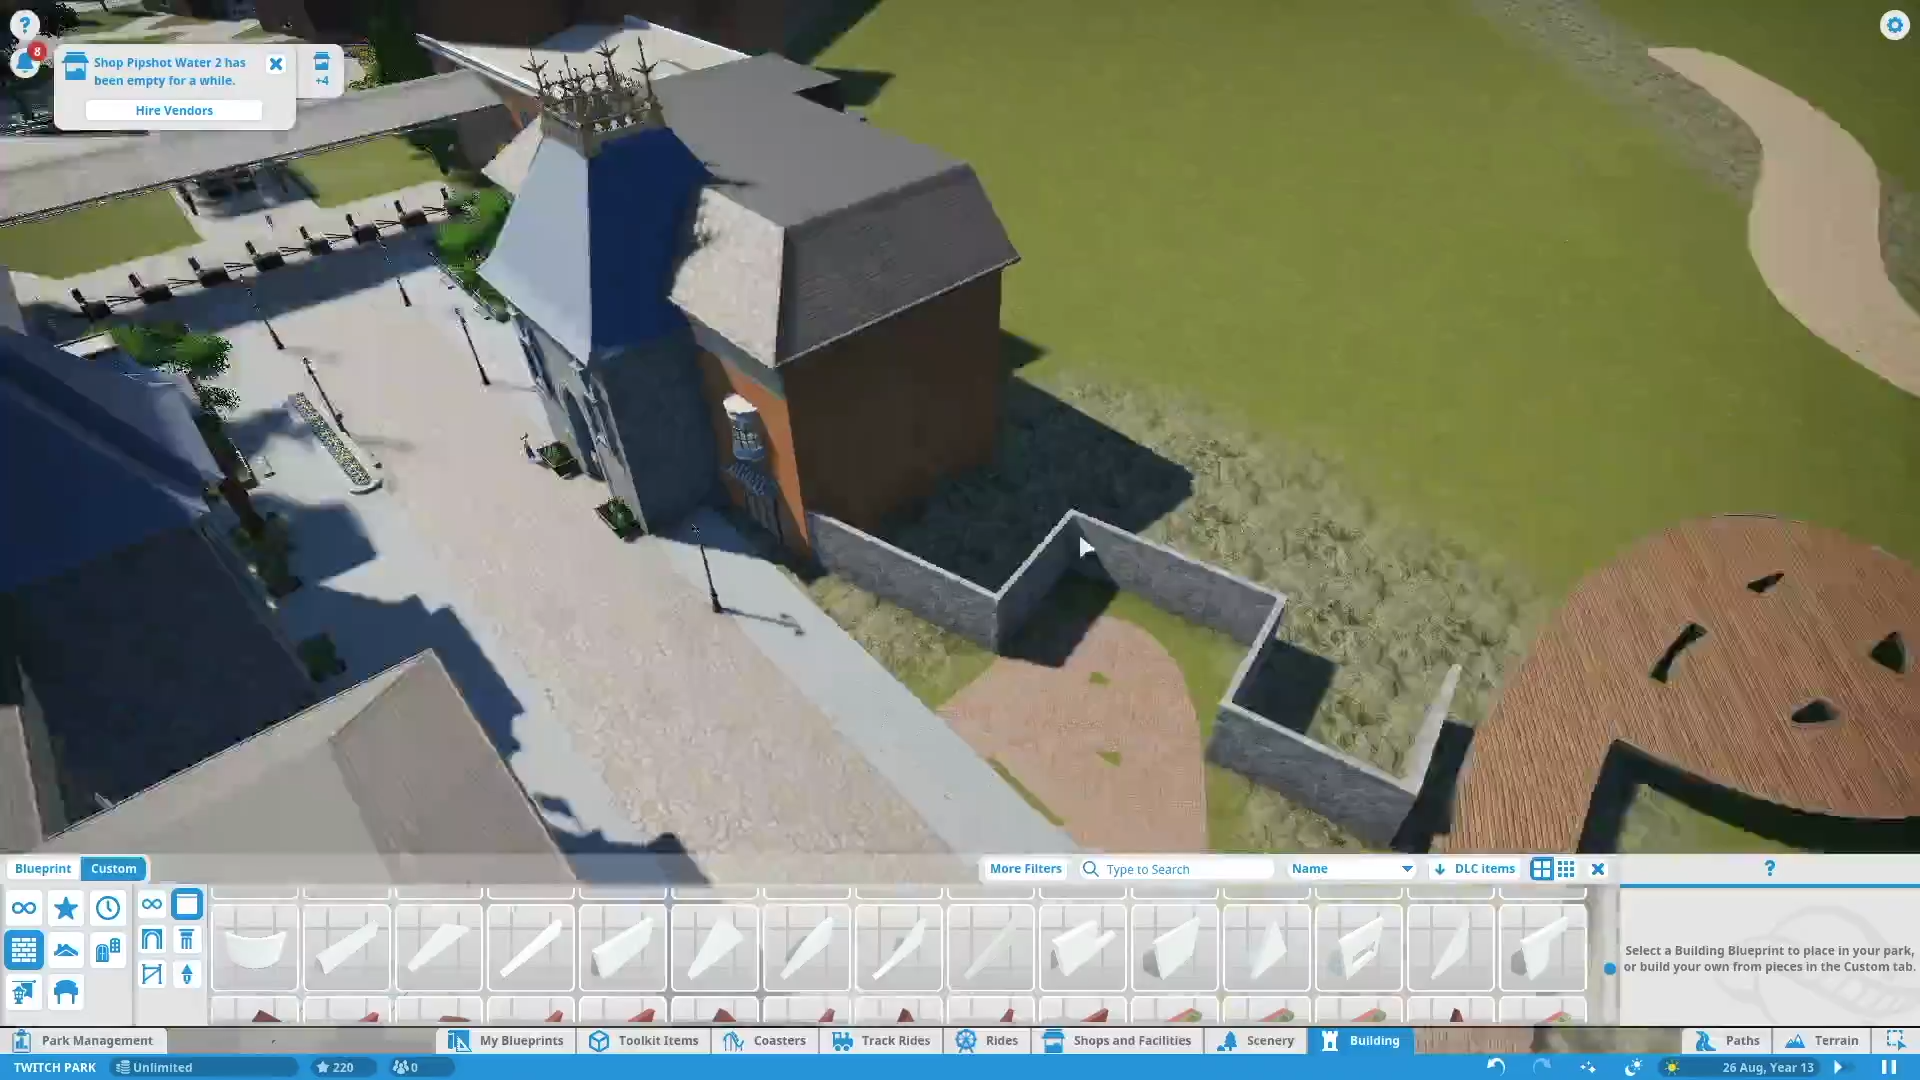 ?
8
Shop Pipshot Water 2 has
been empty for a while.
+4
Hire Vendors
Blueprint
Custom
More Filters
Type to Search
Name
DLC items
?
Select a Building Blueprint to place in your park,
or build your own from pieces in the Custom tab.
Park Management
My Blueprints
Toolkit Items
Coasters
Track Rides
Rides
Shops and Facilities
Scenery
Building
Paths
Terrain
TWITCH PARK
Unlimited
220
0
26 Aug, Year 13